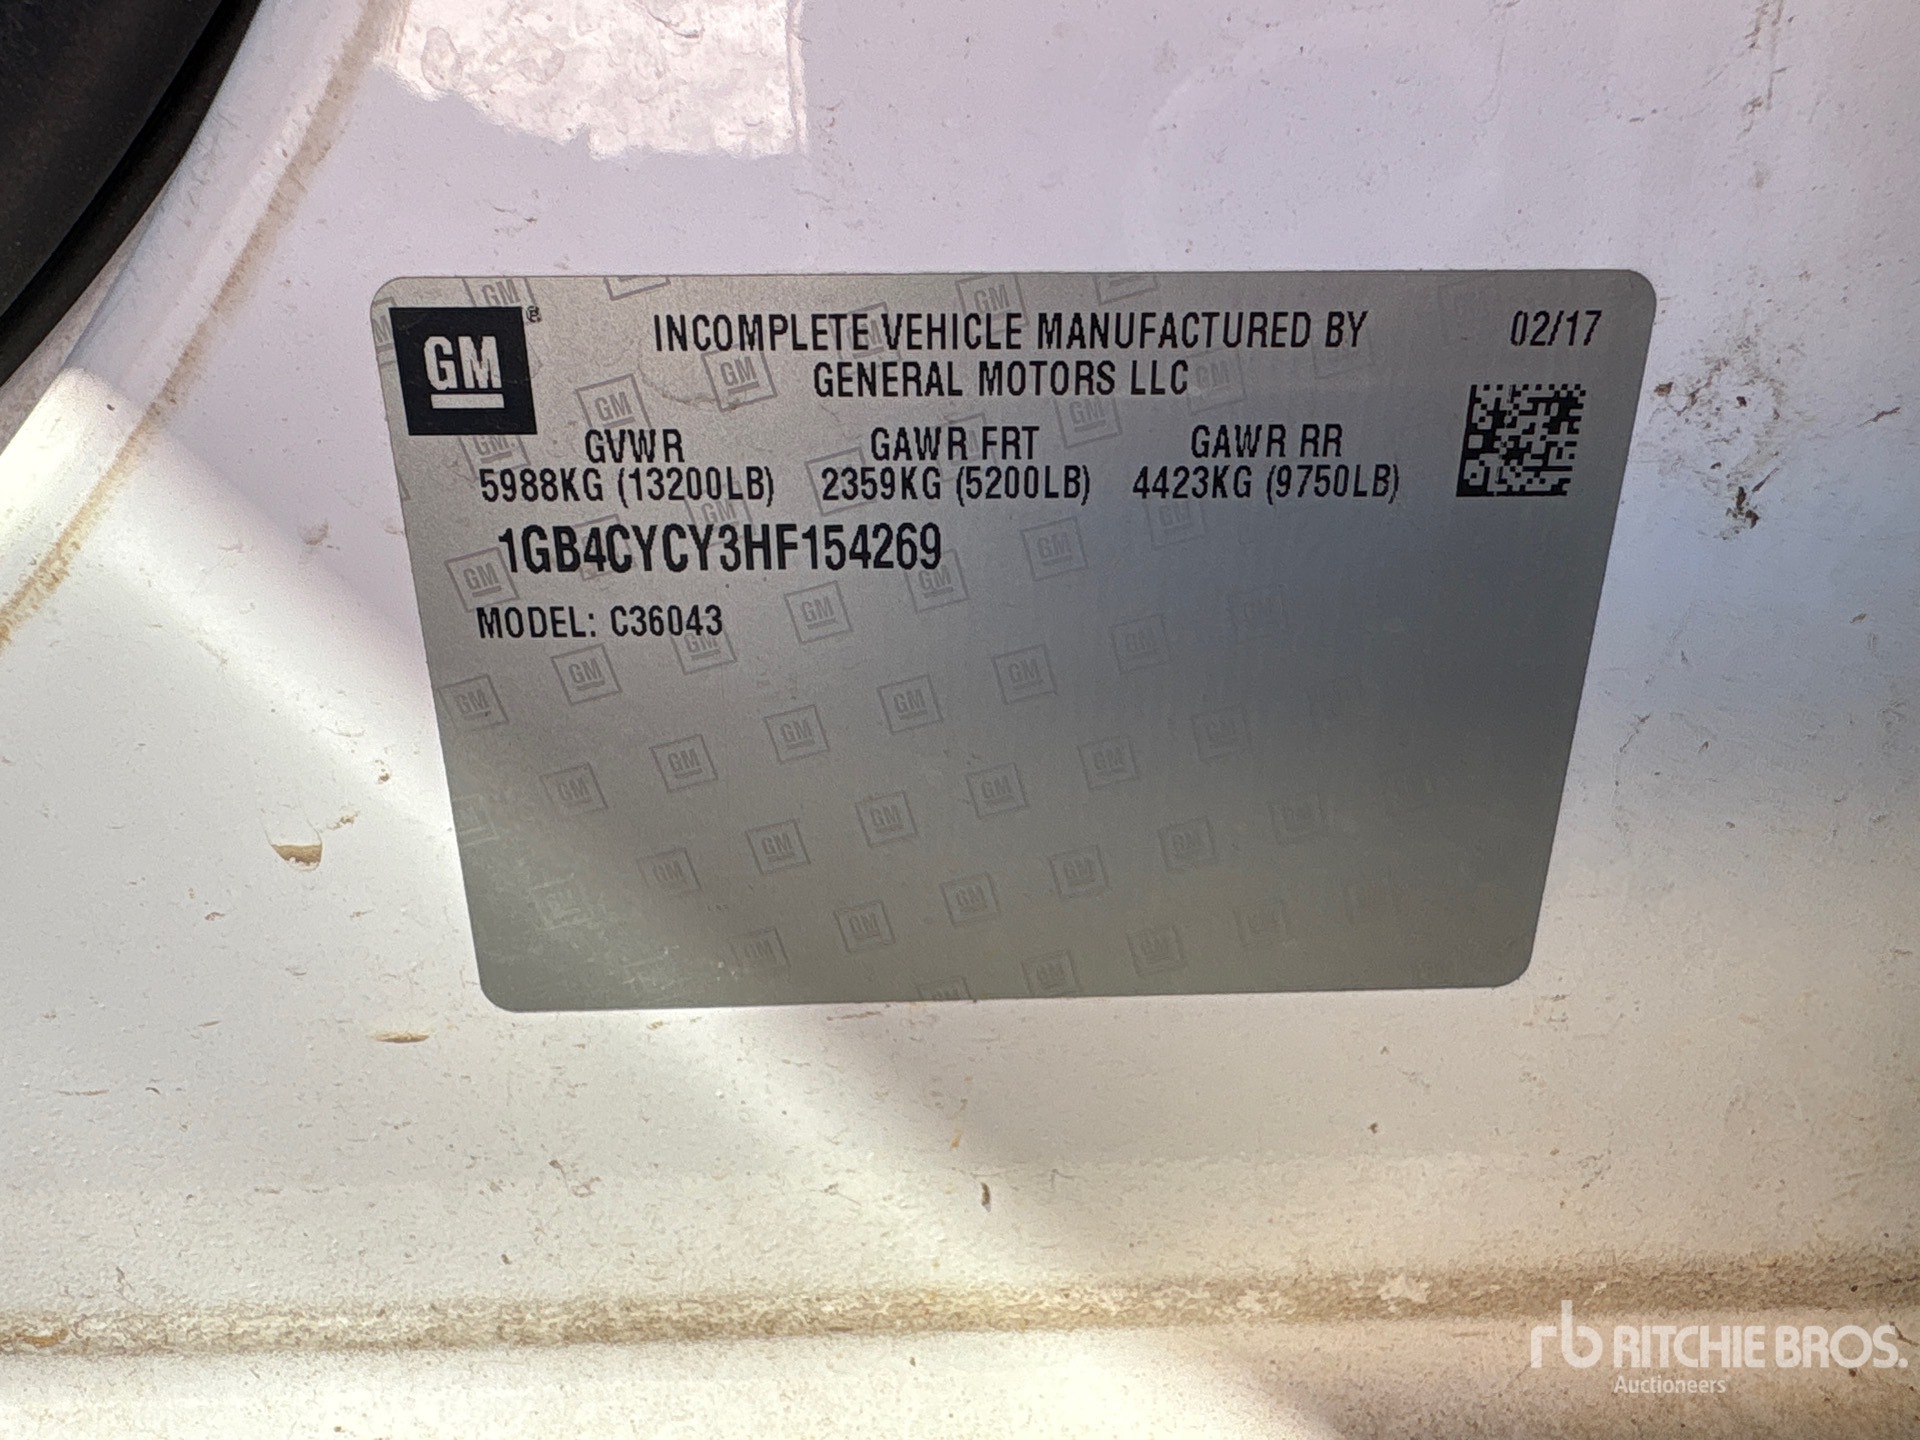 GM®
INCOMPLETE VEHICLE MANUFACTURED BY
GENERAL MOTORS LLC
02/17
GVWR GAWR FRT GAWR RR
5988KG (13200LB) 2359KG (5200LB) 4423KG (9750LB)
1GB4CYCY3HF154269
MODEL: C36043
rb RITCHIE BROS.
Auctioneers